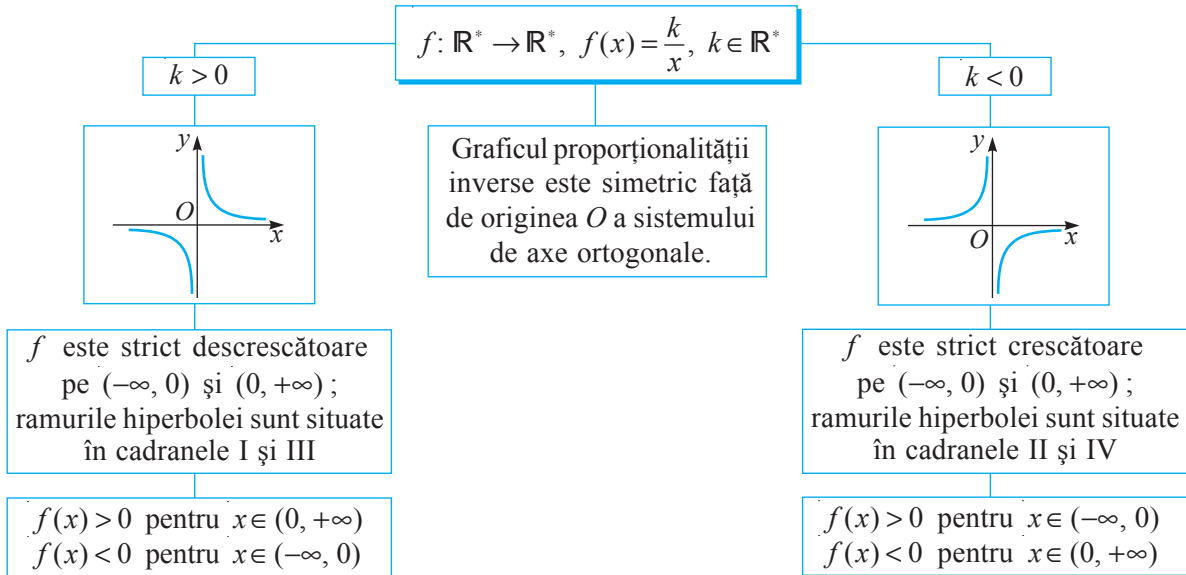 f: ℝ* → ℝ*, f(x) = k/x, k ∈ ℝ*
k > 0
y
O
x
f este strict descrescătoare
pe (−∞, 0) şi (0, +∞) ;
ramurile hiperbolei sunt situate
în cadranele I şi III
f(x) > 0 pentru x ∈ (0, +∞)
f(x) < 0 pentru x ∈ (−∞, 0)
Graficul proporţionalităţii
inverse este simetric faţă
de originea O a sistemului
de axe ortogonale.
k < 0
y
O
x
f este strict crescătoare
pe (−∞, 0) şi (0, +∞) ;
ramurile hiperbolei sunt situate
în cadranele II şi IV
f(x) > 0 pentru x ∈ (−∞, 0)
f(x) < 0 pentru x ∈ (0, +∞)